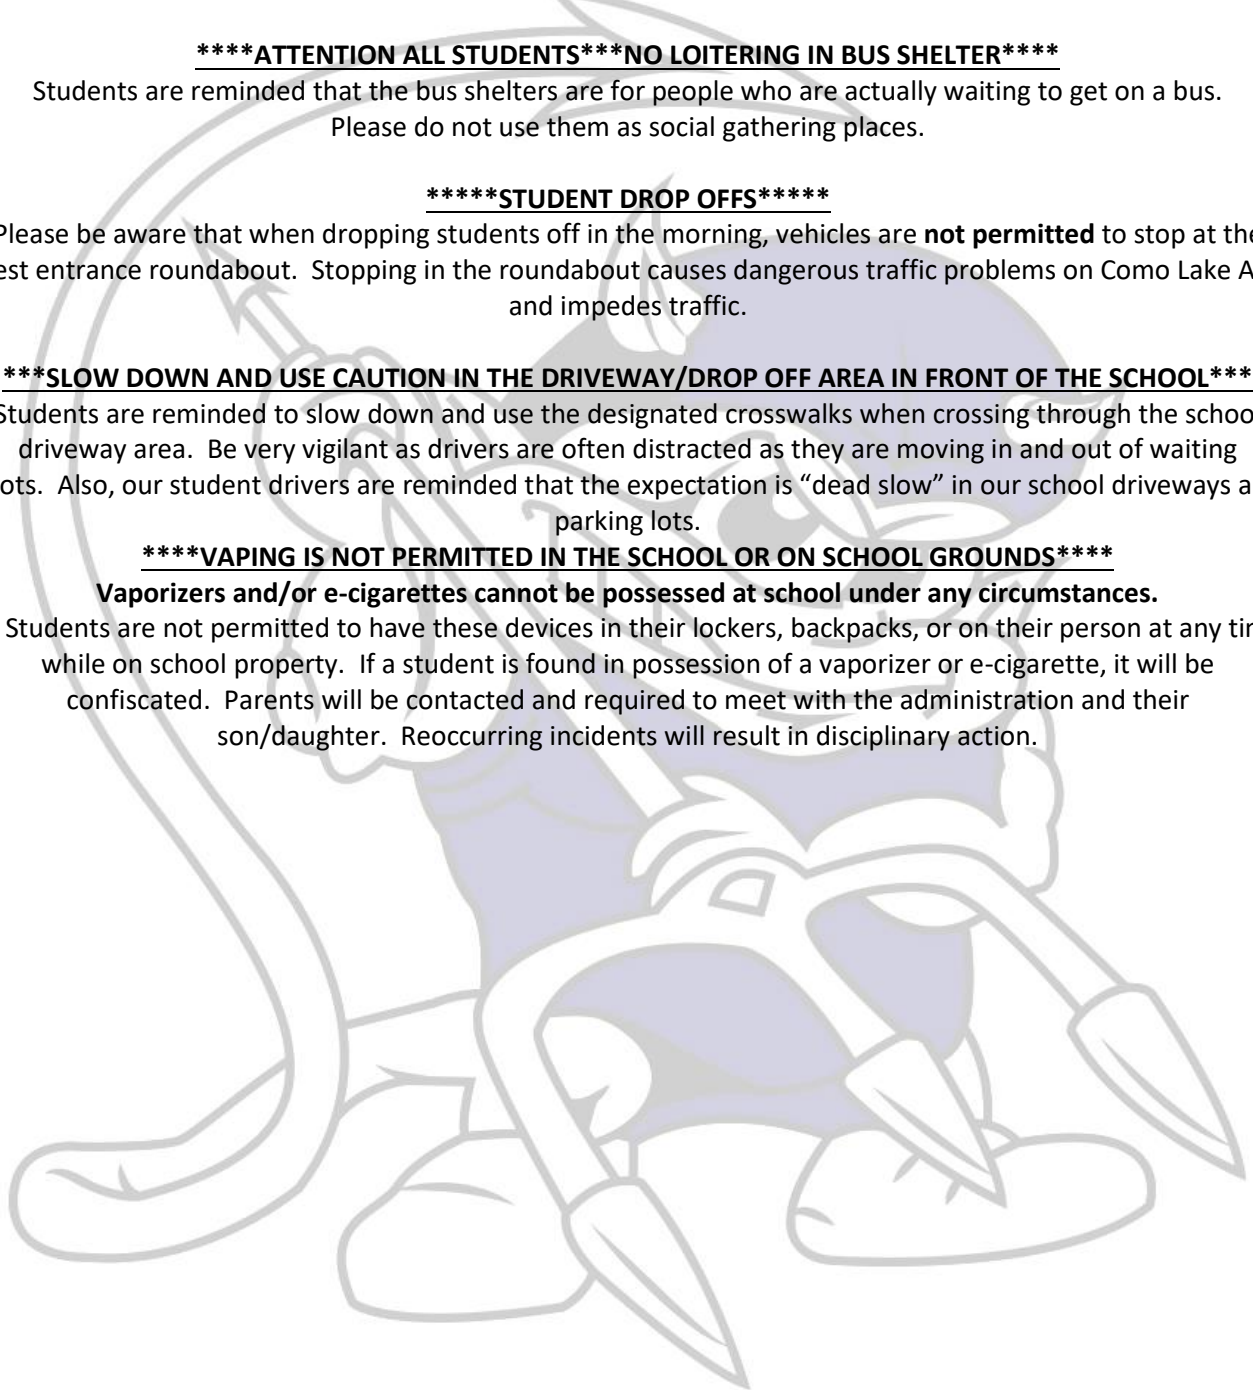 ****ATTENTION ALL STUDENTS***NO LOITERING IN BUS SHELTER****
Students are reminded that the bus shelters are for people who are actually waiting to get on a bus.
Please do not use them as social gathering places.
*****STUDENT DROP OFFS*****
Please be aware that when dropping students off in the morning, vehicles are not permitted to stop at the
entrance roundabout.  Stopping in the roundabout causes dangerous traffic problems on Como Lake
and impedes traffic.
***SLOW DOWN AND USE CAUTION IN THE DRIVEWAY/DROP OFF AREA IN FRONT OF THE SCHOOL***
Students are reminded to slow down and use the designated crosswalks when crossing through the school
driveway area.  Be very vigilant as drivers are often distracted as they are moving in and out of waiting
Also, our student drivers are reminded that the expectation is “dead slow” in our school driveways
parking lots.
****VAPING IS NOT PERMITTED IN THE SCHOOL OR ON SCHOOL GROUNDS****
Vaporizers and/or e-cigarettes cannot be possessed at school under any circumstances.
Students are not permitted to have these devices in their lockers, backpacks, or on their person at any
while on school property.  If a student is found in possession of a vaporizer or e-cigarette, it will be
confiscated.  Parents will be contacted and required to meet with the administration and their
son/daughter.  Reoccurring incidents will result in disciplinary action.